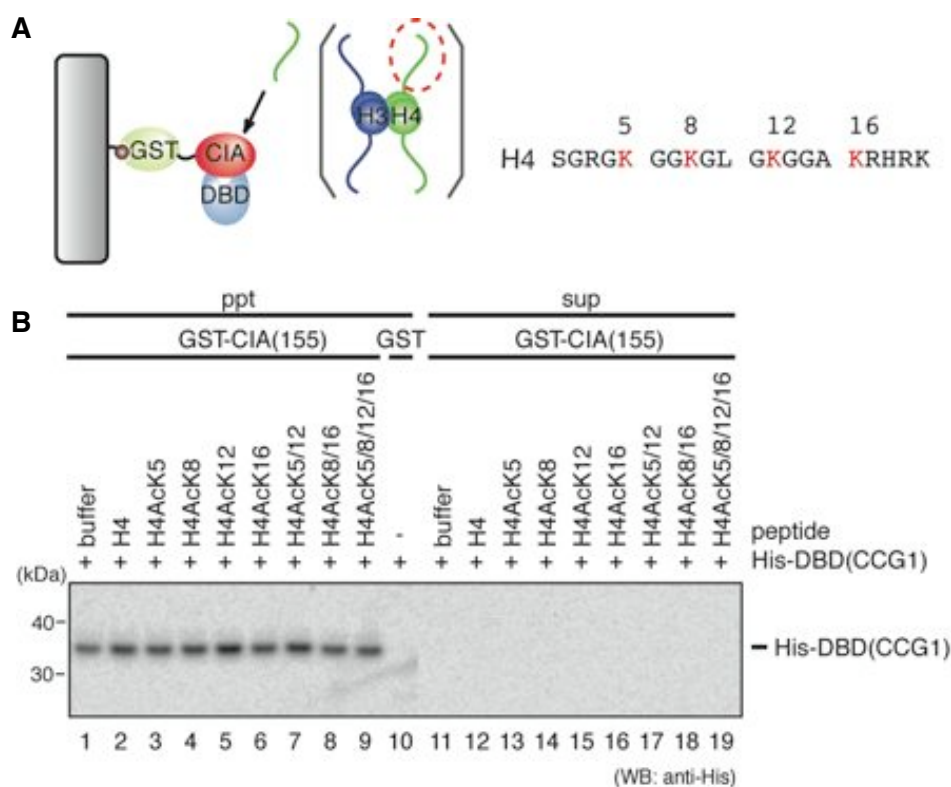 A
GST
CIA
DBD
H3 H4
5 8 12 16
H4 SGRGK GGKGL GKGGA KRHRK
B
ppt sup
GST-CIA(155) GST GST-CIA(155)
buffer
H4
H4AcK5
H4AcK8
H4AcK12
H4AcK16
H4AcK5/12
H4AcK8/16
H4AcK5/8/12/16
-
buffer
H4
H4AcK5
H4AcK8
H4AcK12
H4AcK16
H4AcK5/12
H4AcK8/16
H4AcK5/8/12/16
peptide
+ + + + + + + + + + + + + + + + + + + His-DBD(CCG1)
(kDa)
40
30
His-DBD(CCG1)
1 2 3 4 5 6 7 8 9 10 11 12 13 14 15 16 17 18 19
(WB: anti-His)